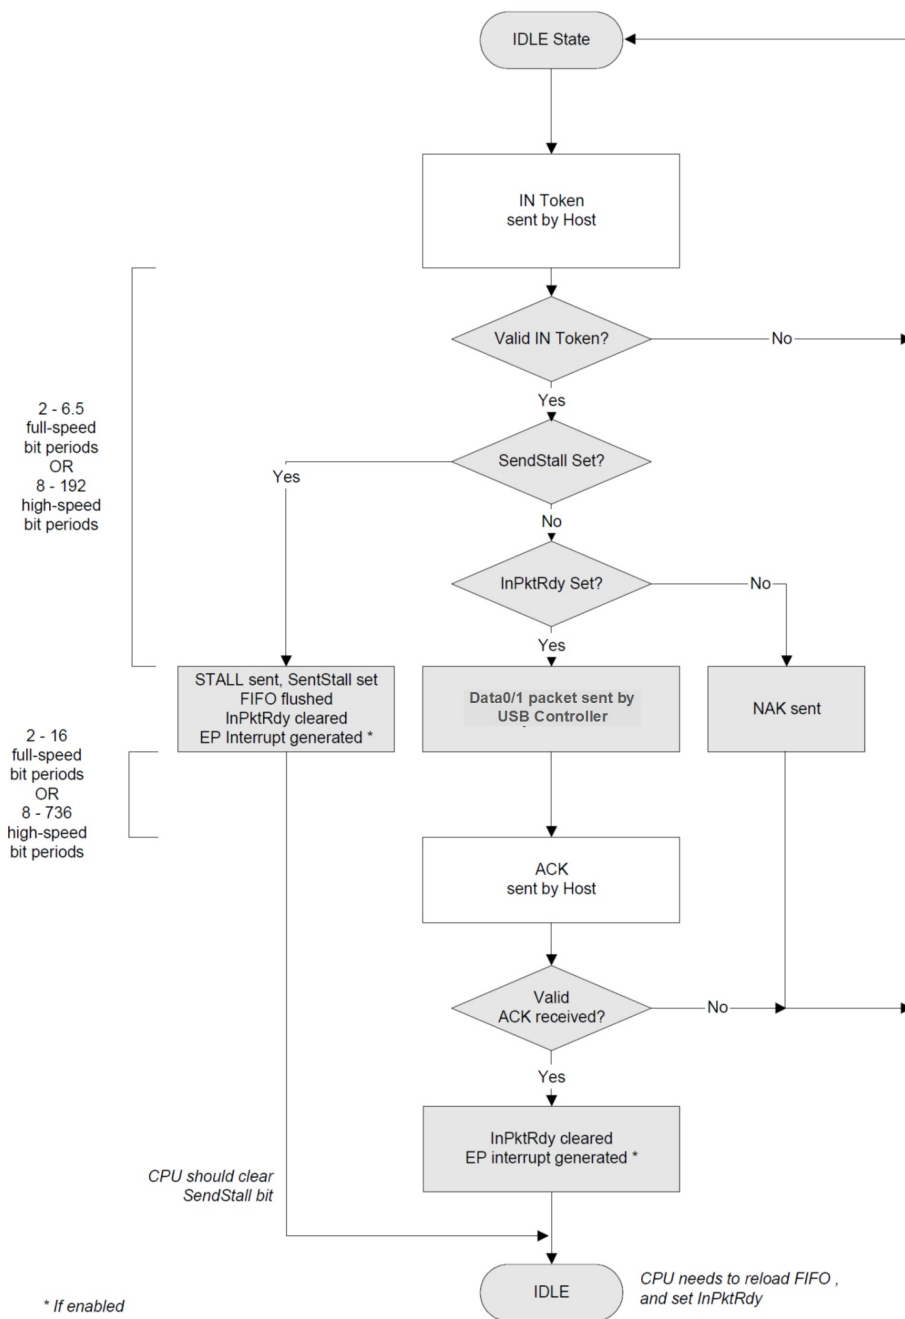 IDLE State
IN Token
sent by Host
Valid IN Token?
No
Yes
2 - 6.5
full-speed
bit periods
OR
8 - 192
high-speed
bit periods
SendStall Set?
Yes
No
InPktRdy Set?
No
Yes
STALL sent, SentStall set
FIFO flushed
InPktRdy cleared
EP Interrupt generated *
Data0/1 packet sent by
USB Controller
NAK sent
2 - 16
full-speed
bit periods
OR
8 - 736
high-speed
bit periods
ACK
sent by Host
Valid
ACK received?
No
Yes
InPktRdy cleared
EP interrupt generated *
CPU should clear
SendStall bit
IDLE
CPU needs to reload FIFO ,
and set InPktRdy
* If enabled